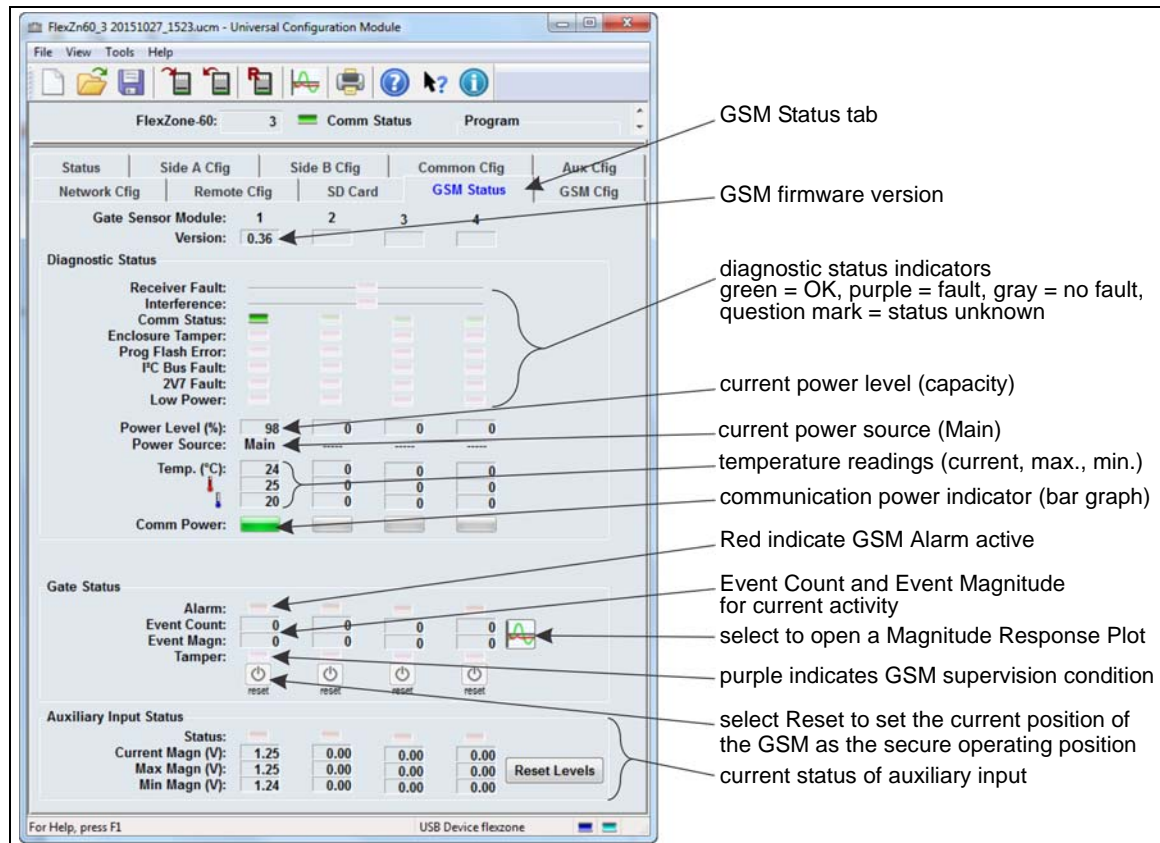 FlexZn60_3 20151027_1523.ucm - Universal Configuration Module
File View Tools Help
FlexZone-60: 3 Comm Status Program
Status Side A Cfig Side B Cfig Common Cfig Aux Cfig
Network Cfig Remote Cfig SD Card GSM Status GSM Cfig
Gate Sensor Module: 1 2 3 4
Version: 0.36
Diagnostic Status
Receiver Fault:
Interference:
Comm Status:
Enclosure Tamper:
Prog Flash Error:
I²C Bus Fault:
2V7 Fault:
Low Power:
Power Level (%): 98 0 0 0
Power Source: Main ----- ----- -----
Temp. (°C): 24 0 0 0
25 0 0 0
20 0 0 0
Comm Power:
Gate Status
Alarm:
Event Count: 0 0 0 0
Event Magn: 0 0 0 0
Tamper:
reset reset reset reset
Auxiliary Input Status
Status:
Current Magn (V): 1.25 0.00 0.00 0.00
Max Magn (V): 1.25 0.00 0.00 0.00
Min Magn (V): 1.24 0.00 0.00 0.00
Reset Levels
For Help, press F1 USB Device flexzone
GSM Status tab
GSM firmware version
diagnostic status indicators
green = OK, purple = fault, gray = no fault,
question mark = status unknown
current power level (capacity)
current power source (Main)
temperature readings (current, max., min.)
communication power indicator (bar graph)
Red indicate GSM Alarm active
Event Count and Event Magnitude
for current activity
select to open a Magnitude Response Plot
purple indicates GSM supervision condition
select Reset to set the current position of
the GSM as the secure operating position
current status of auxiliary input